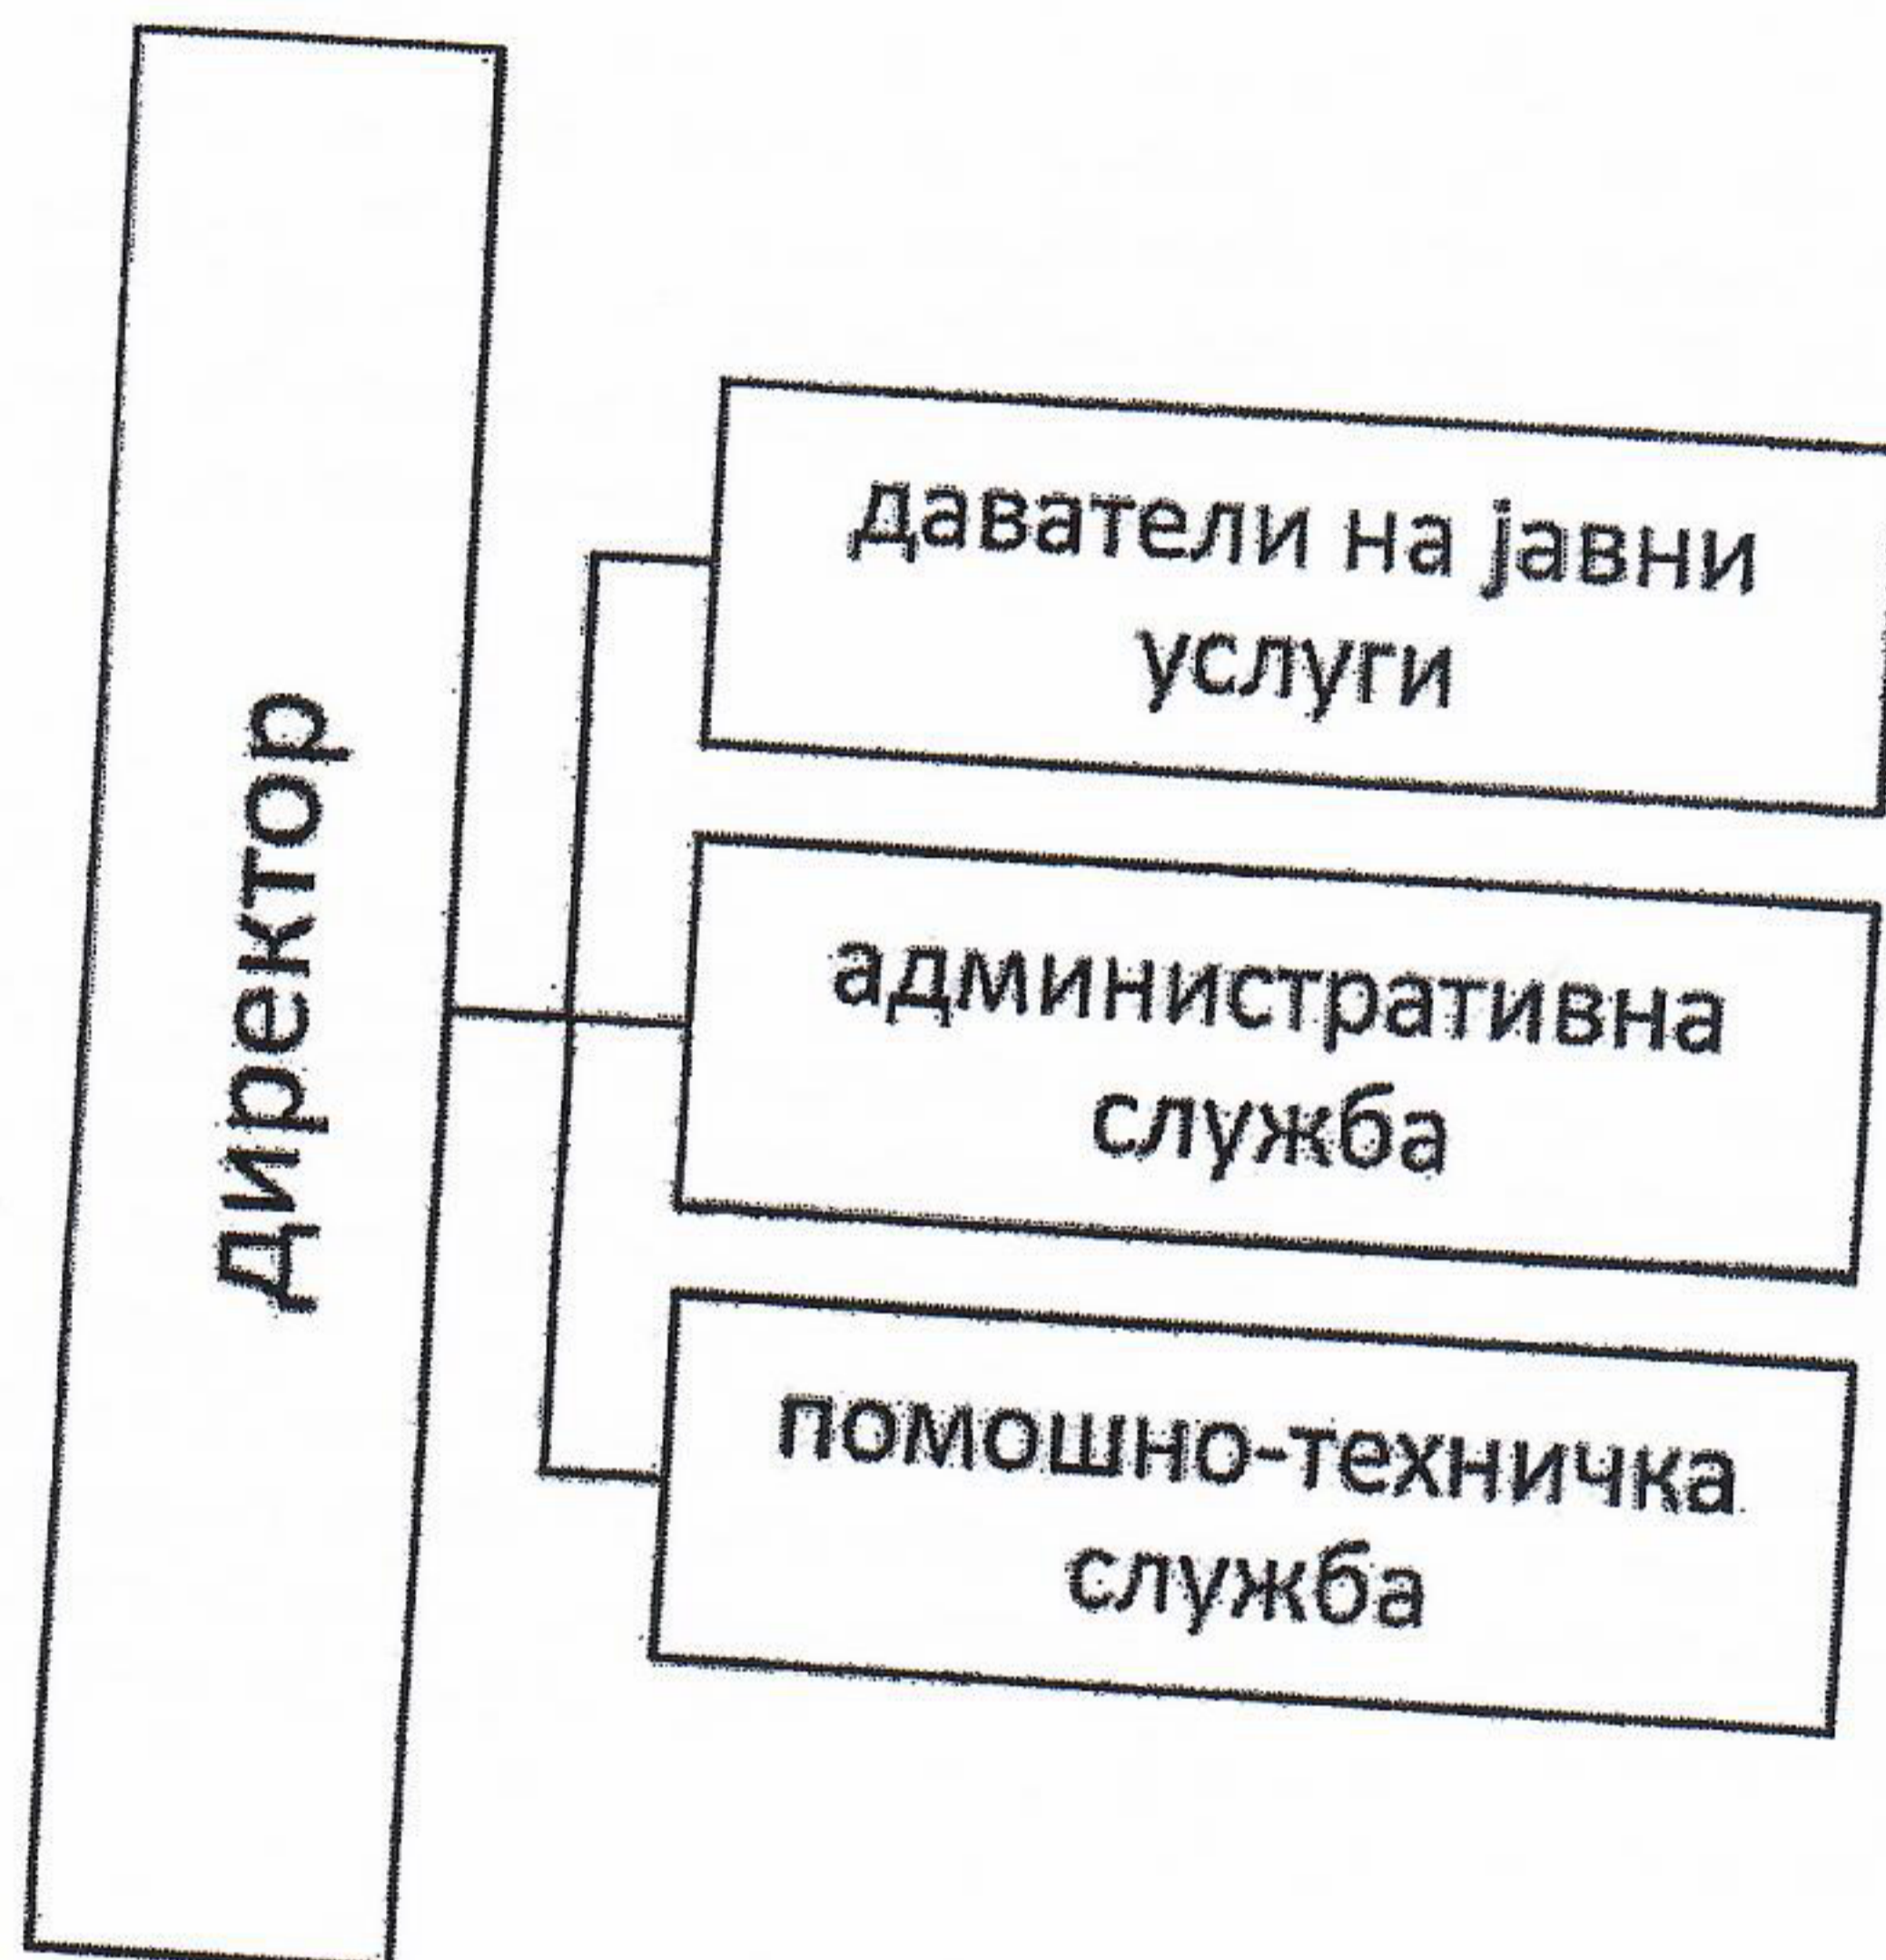 директор
даватели на јавни
услуги
административна
служба
помошно-техничка
служба